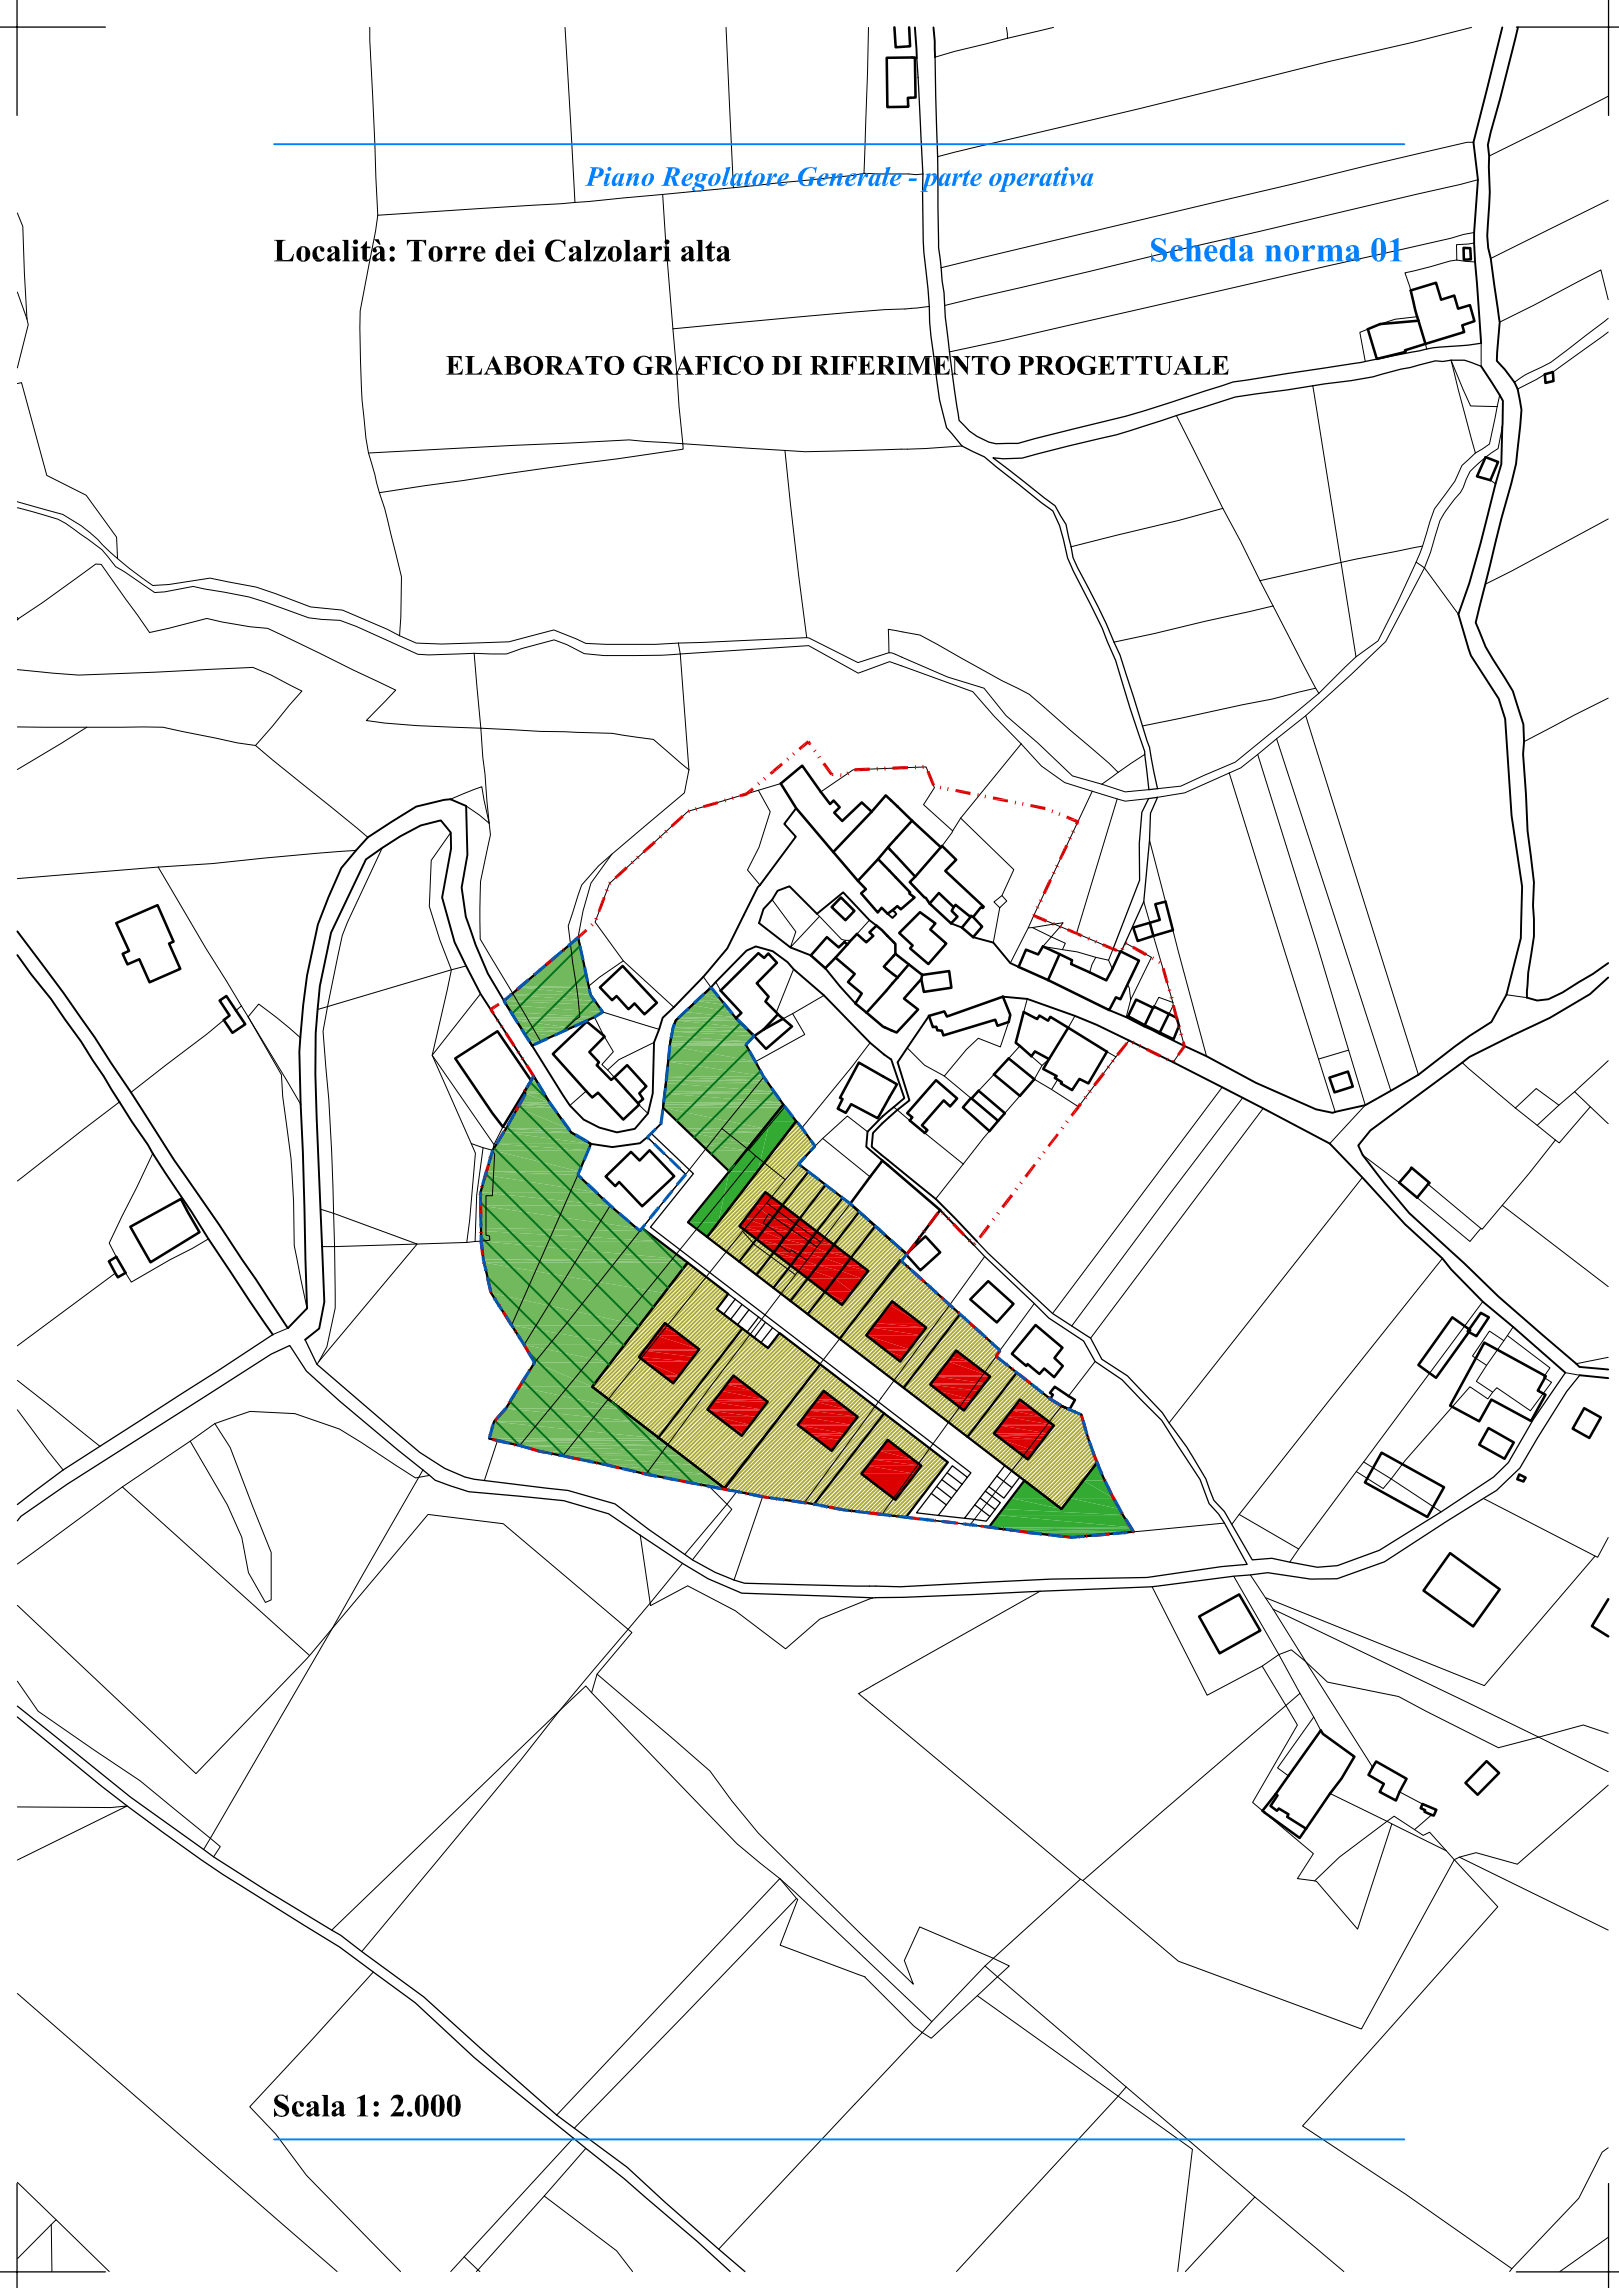 Piano Regolatore Generale - parte operativa
Località: Torre dei Calzolari alta
Scheda norma 01
ELABORATO GRAFICO DI RIFERIMENTO PROGETTUALE
Scala 1: 2.000